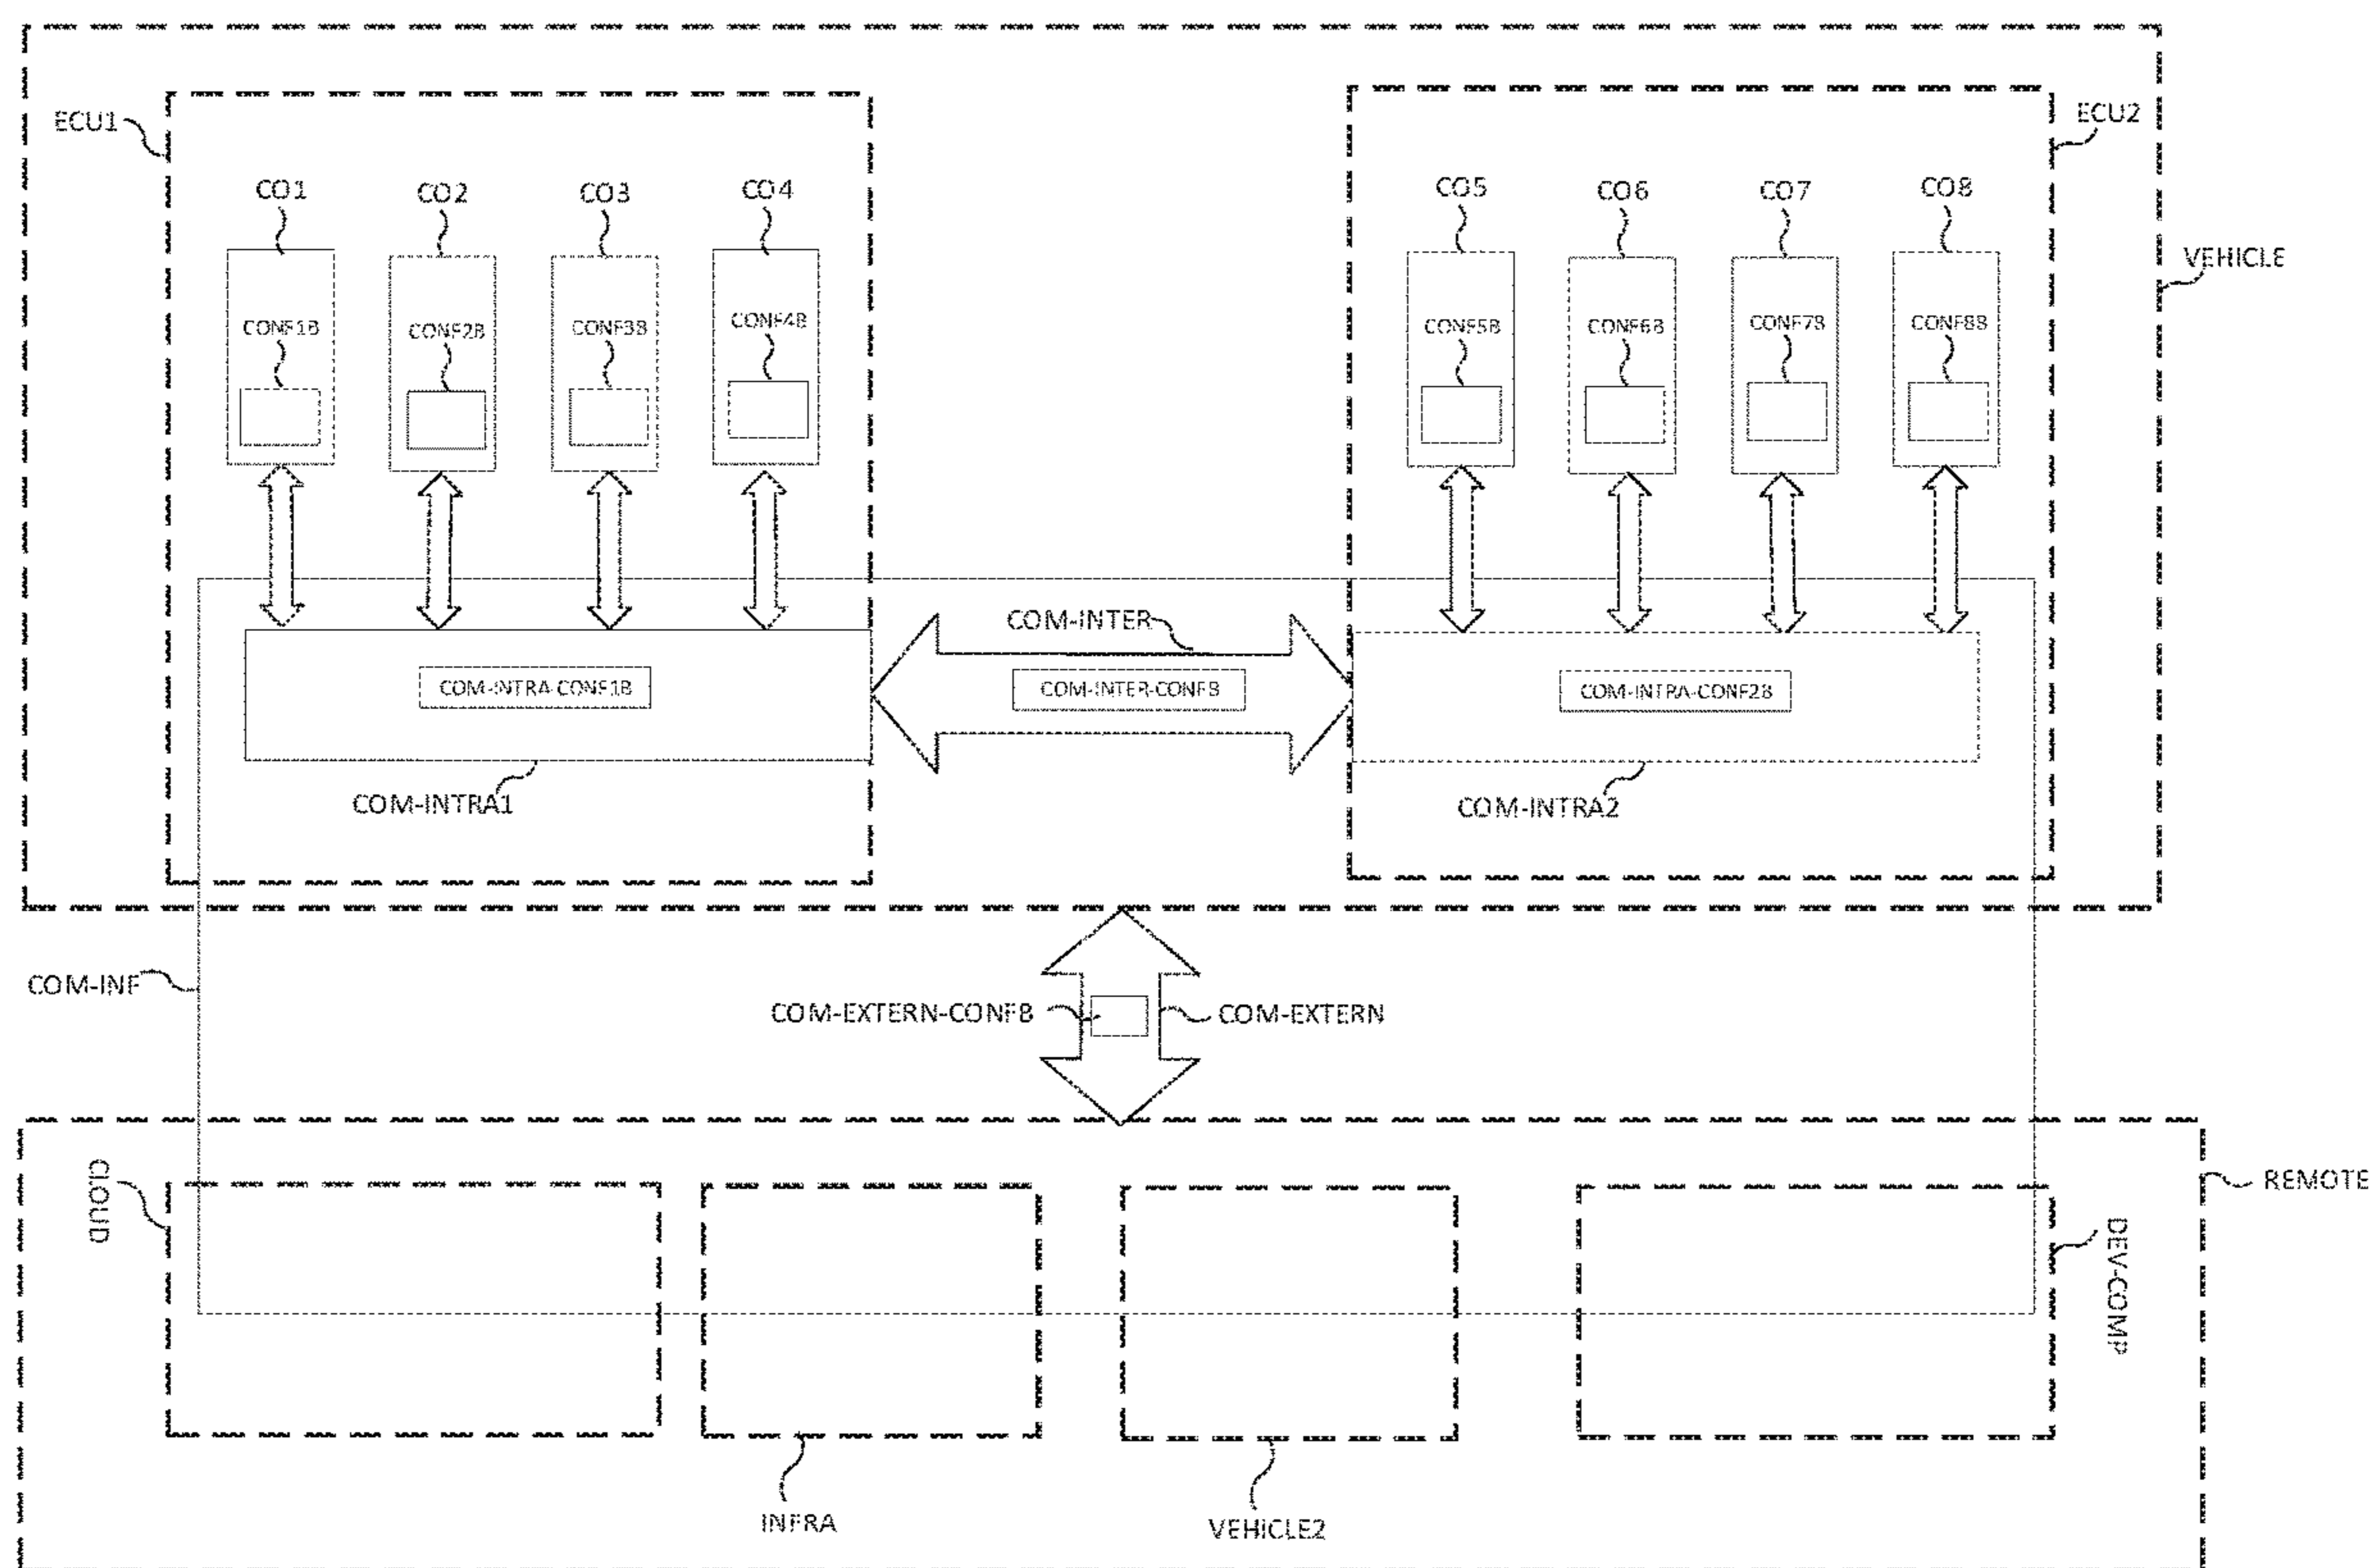 ECU1
ECU2
CO1
CO2
CO3
CO4
CO5
CO6
CO7
CO8
VEHICLE
CONF1B
CONF2B
CONF3B
CONF4B
CONF5B
CONF6B
CONF7B
CONF8B
COM-INTER
COM-INTRA-CONF1B
COM-INTER-CONFB
COM-INTRA-CONF2B
COM-INTRA1
COM-INTRA2
COM-INF
COM-EXTERN-CONFB
COM-EXTERN
CLOUD
REMOTE
DEV-COMP
INFRA
VEHICLE2